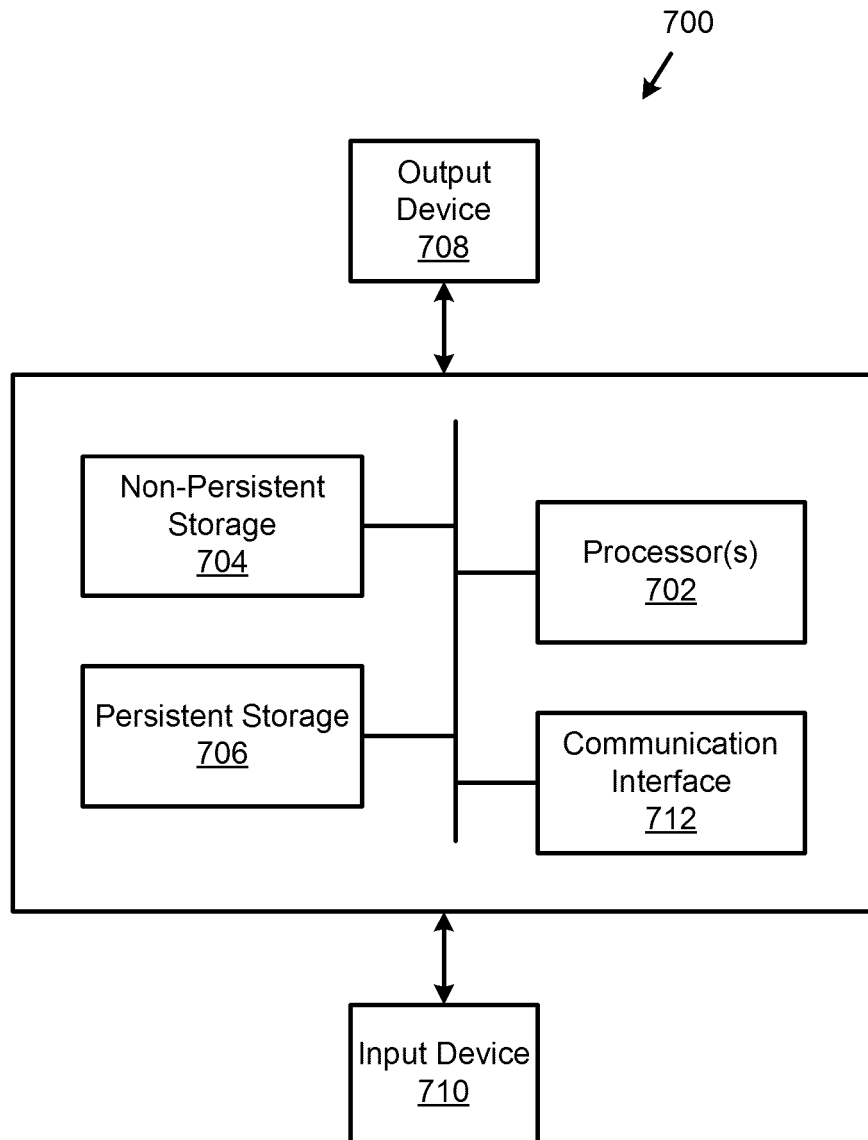 700
Output
Device
708
Non-Persistent
Storage
704
Processor(s)
702
Persistent Storage
706
Communication
Interface
712
Input Device
710